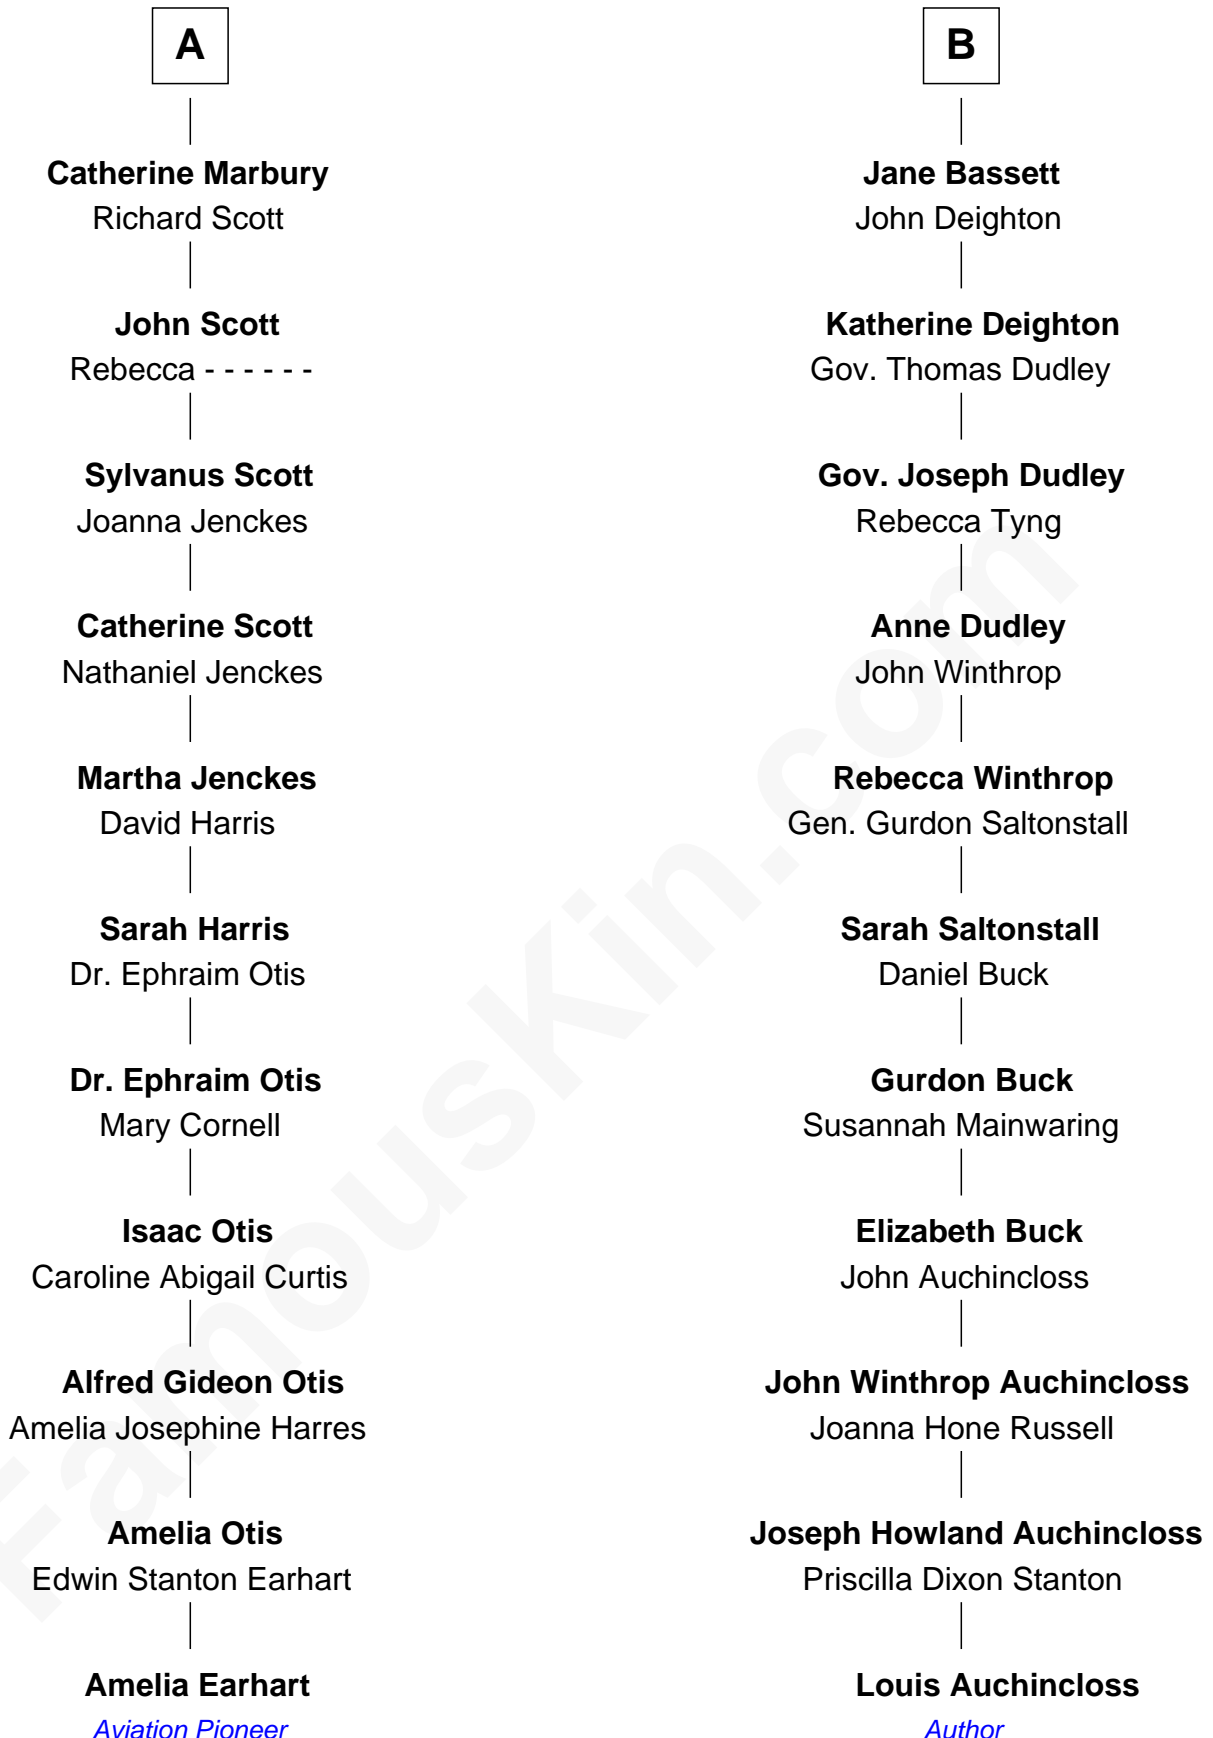 A
Catherine Marbury
Richard Scott
John Scott
Rebecca - - - - - -
Sylvanus Scott
Joanna Jenckes
Catherine Scott
Nathaniel Jenckes
Martha Jenckes
David Harris
Sarah Harris
Dr. Ephraim Otis
Dr. Ephraim Otis
Mary Cornell
Isaac Otis
Caroline Abigail Curtis
Alfred Gideon Otis
Amelia Josephine Harres
Amelia Otis
Edwin Stanton Earhart
Amelia Earhart
Aviation Pioneer
B
Jane Bassett
John Deighton
Katherine Deighton
Gov. Thomas Dudley
Gov. Joseph Dudley
Rebecca Tyng
Anne Dudley
John Winthrop
Rebecca Winthrop
Gen. Gurdon Saltonstall
Sarah Saltonstall
Daniel Buck
Gurdon Buck
Susannah Mainwaring
Elizabeth Buck
John Auchincloss
John Winthrop Auchincloss
Joanna Hone Russell
Joseph Howland Auchincloss
Priscilla Dixon Stanton
Louis Auchincloss
Author
FamousKin.com